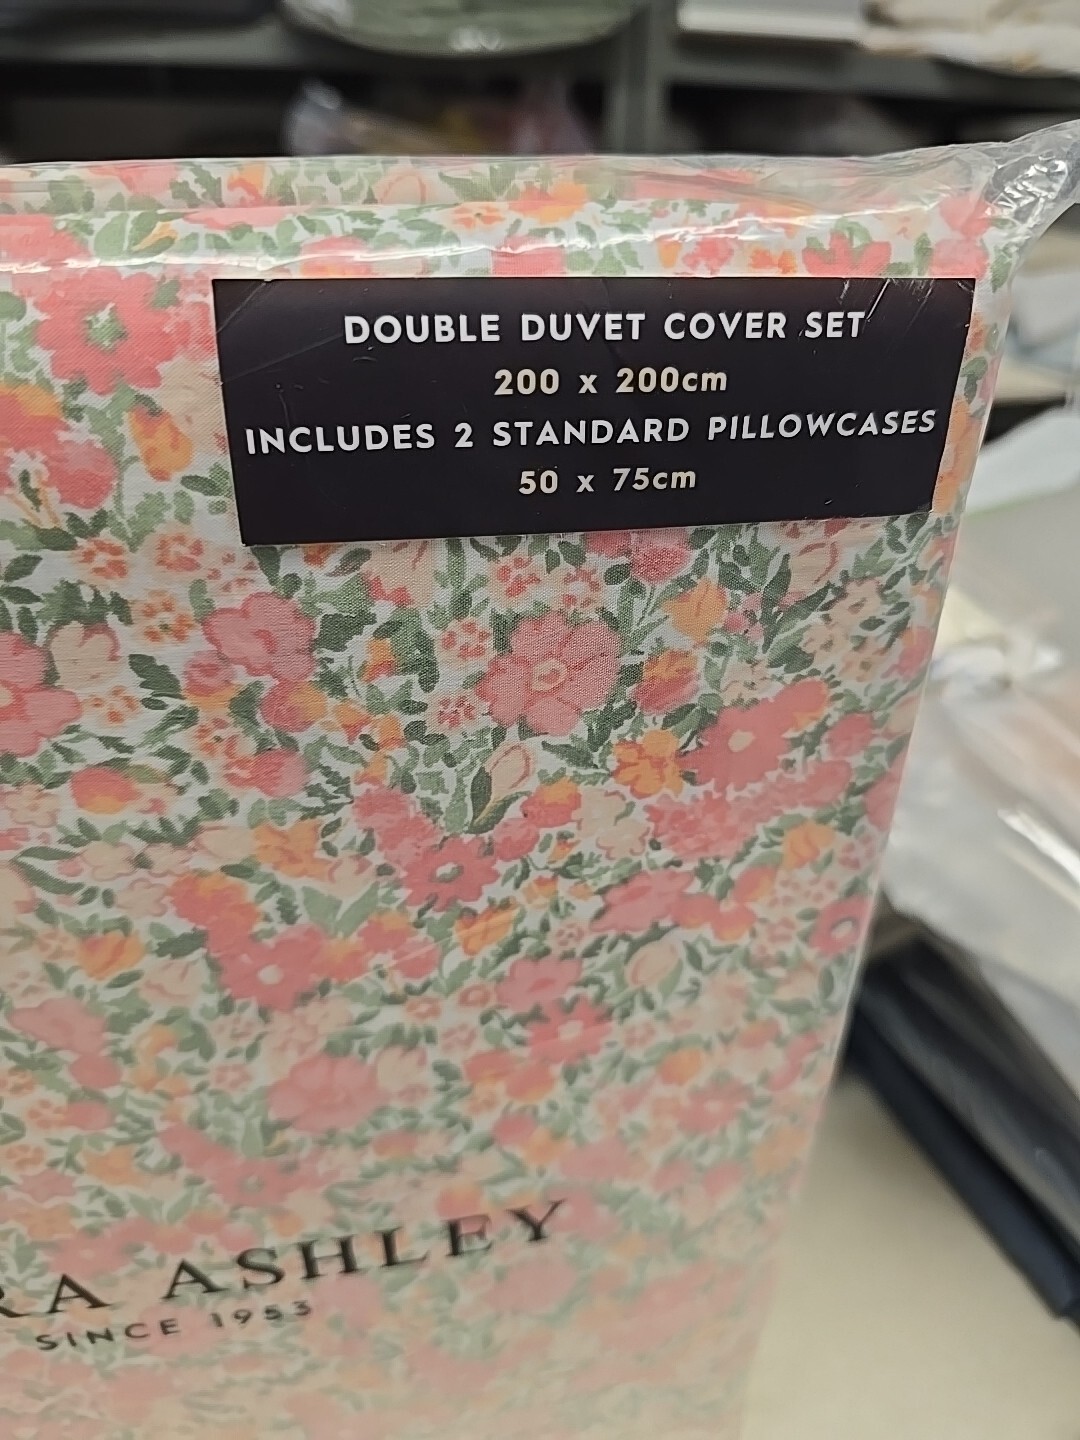 DOUBLE DUVET COVER SET
200 x 200cm
INCLUDES 2 STANDARD PILLOWCASES
50 x 75cm
RA ASHLEY
SINCE 1953